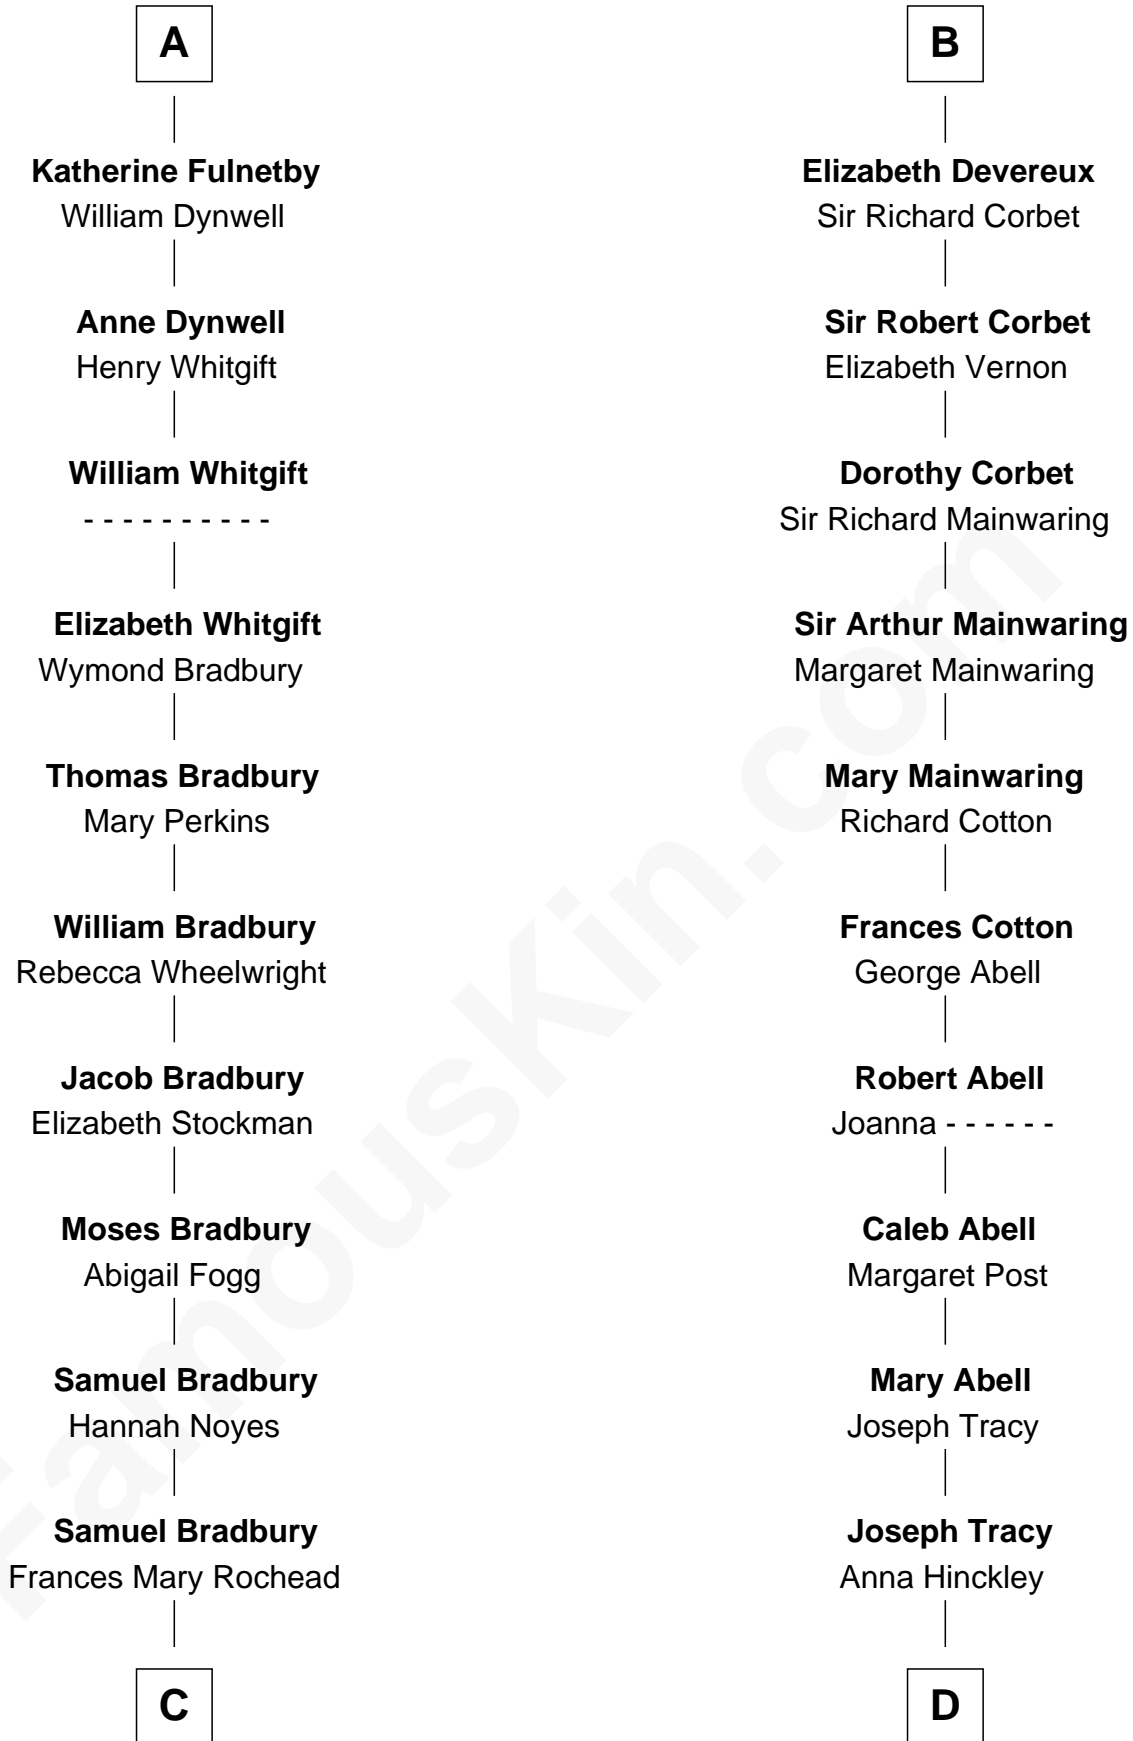 A
Katherine Fulnetby
William Dynwell
Anne Dynwell
Henry Whitgift
William Whitgift
- - - - - - - - - -
Elizabeth Whitgift
Wymond Bradbury
Thomas Bradbury
Mary Perkins
William Bradbury
Rebecca Wheelwright
Jacob Bradbury
Elizabeth Stockman
Moses Bradbury
Abigail Fogg
Samuel Bradbury
Hannah Noyes
Samuel Bradbury
Frances Mary Rochead
C
B
Elizabeth Devereux
Sir Richard Corbet
Sir Robert Corbet
Elizabeth Vernon
Dorothy Corbet
Sir Richard Mainwaring
Sir Arthur Mainwaring
Margaret Mainwaring
Mary Mainwaring
Richard Cotton
Frances Cotton
George Abell
Robert Abell
Joanna - - - - - -
Caleb Abell
Margaret Post
Mary Abell
Joseph Tracy
Joseph Tracy
Anna Hinckley
D
FamousKin.com